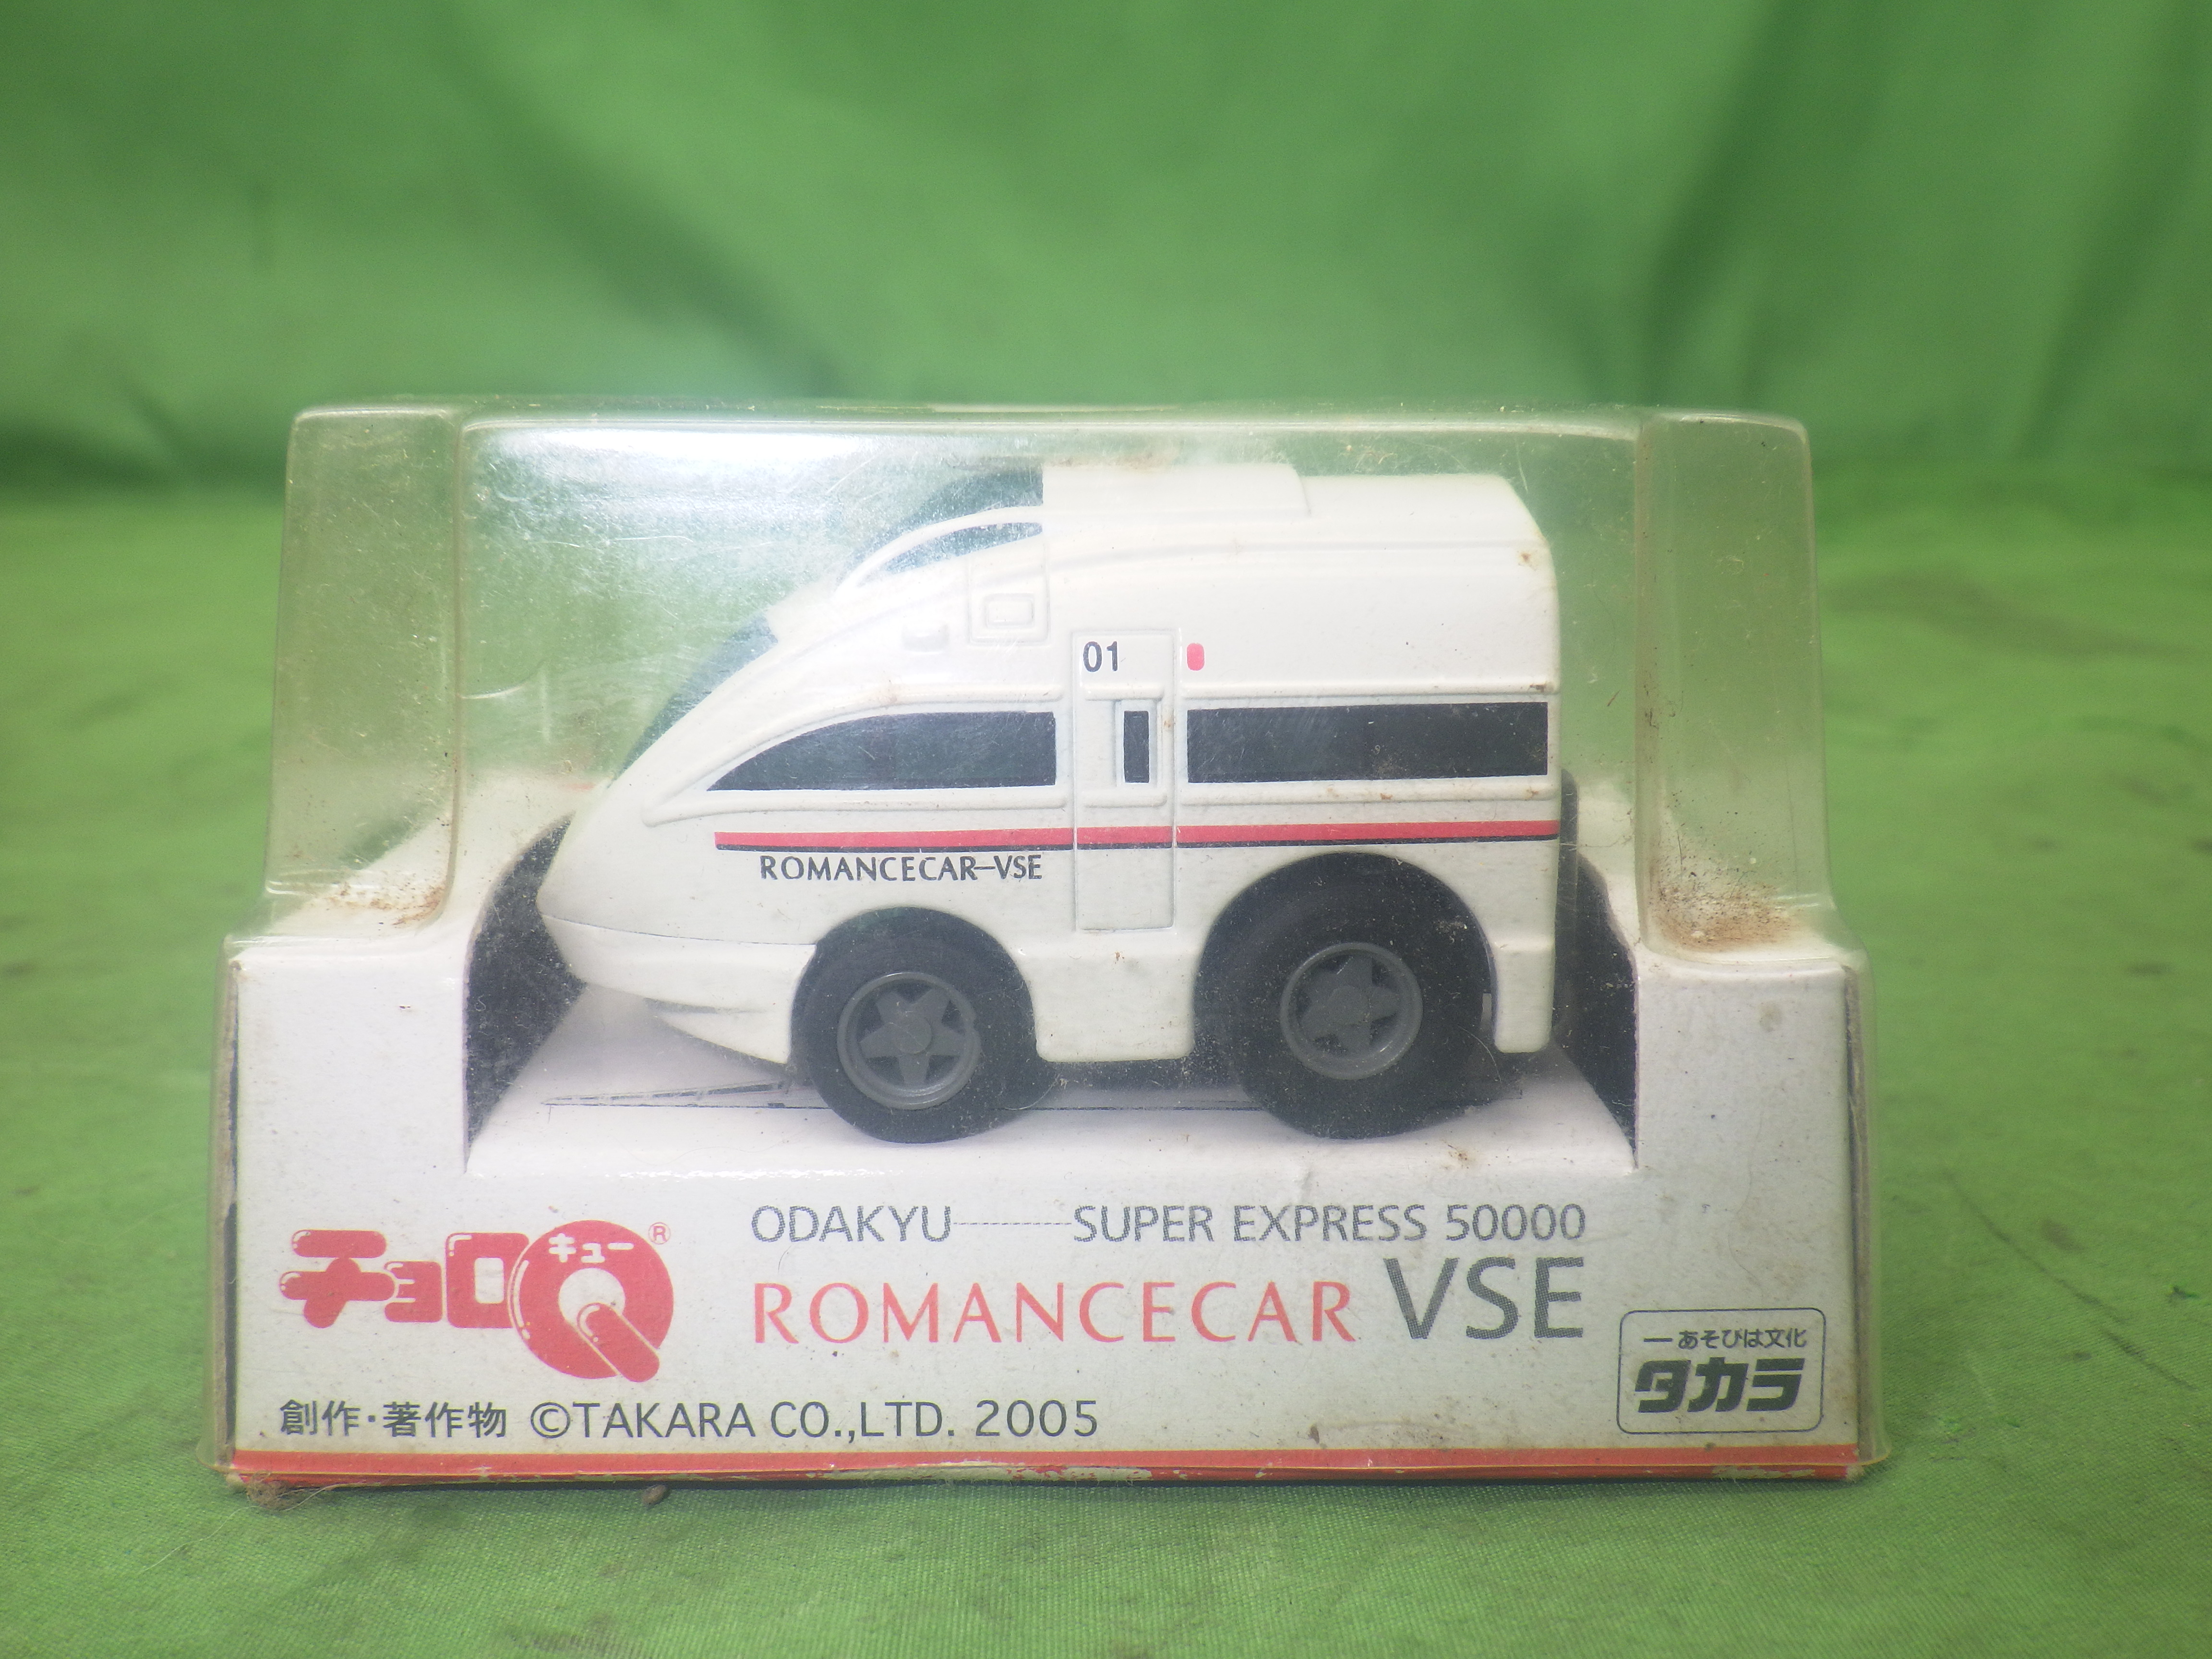 01
ROMANCECAR-VSE
チョロQ キュー ®
ODAKYU SUPER EXPRESS 50000
ROMANCECAR VSE
創作・著作物 ©TAKARA CO.,LTD. 2005
ーあそびは文化
タカラ